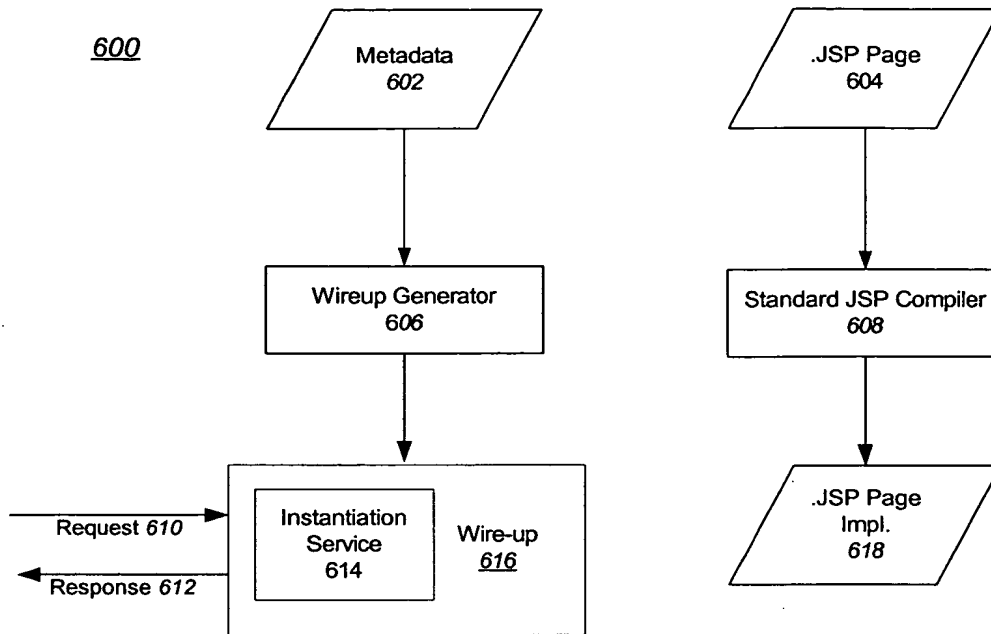 600
Metadata
602
.JSP Page
604
Wireup Generator
606
Standard JSP Compiler
608
Request 610
Response 612
Instantiation
Service
614
Wire-up
616
.JSP Page
Impl.
618